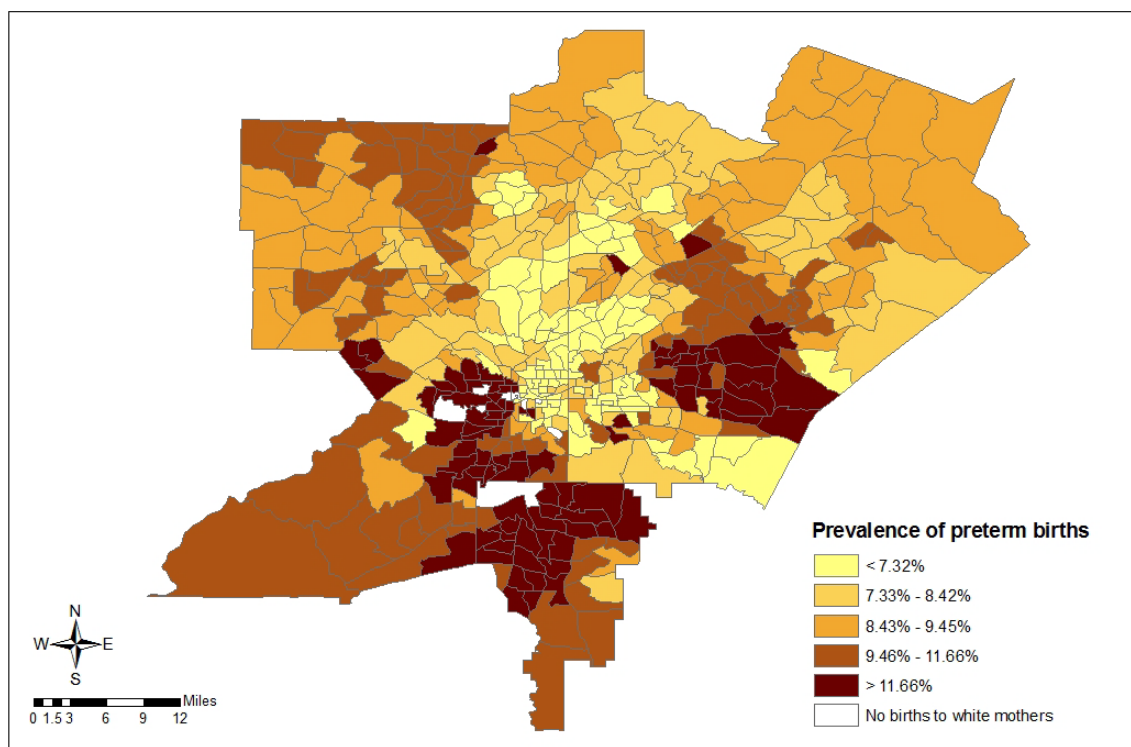 Prevalence of preterm births
< 7.32%
7.33% - 8.42%
8.43% - 9.45%
9.46% - 11.66%
> 11.66%
No births to white mothers
N
W E
S
Miles
0 1.5 3 6 9 12